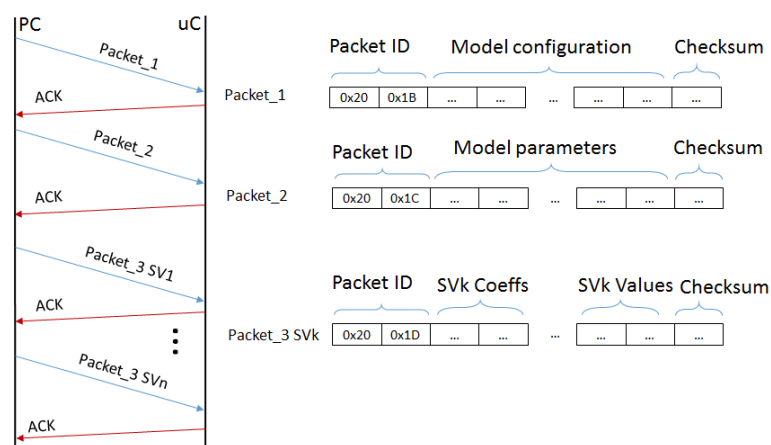 PC
uC
Packet_1
ACK
Packet_2
ACK
Packet_3 SV1
ACK
Packet_3 SVn
ACK
Packet ID Model configuration Checksum
Packet_1 0x20 0x1B ... ... ... ... ... ...
Packet ID Model parameters Checksum
Packet_2 0x20 0x1C ... ... ... ... ... ...
Packet ID SVk Coeffs SVk Values Checksum
Packet_3 SVk 0x20 0x1D ... ... ... ... ... ...